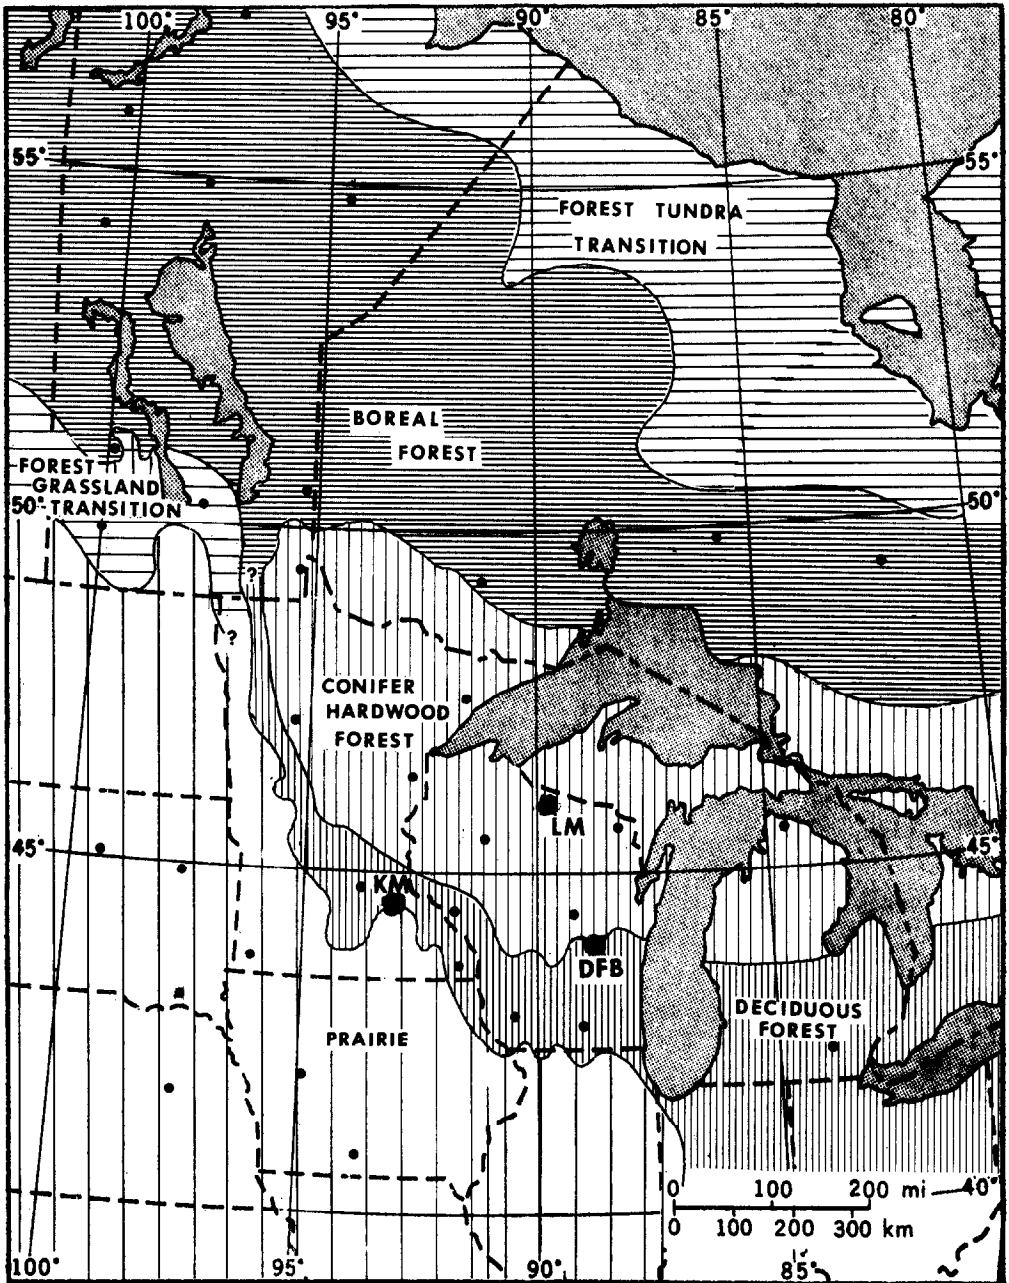 100° 95° 90° 85° 80°
55° 55°
FOREST TUNDRA
TRANSITION
BOREAL
FOREST
FOREST
GRASSLAND
50° TRANSITION
50°
?
?
CONIFER
HARDWOOD
FOREST
LM
45° 45°
KM
DFB
DECIDUOUS
FOREST
PRAIRIE
0 100 200 mi 40°
0 100 200 300 km
100° 95° 90° 85°